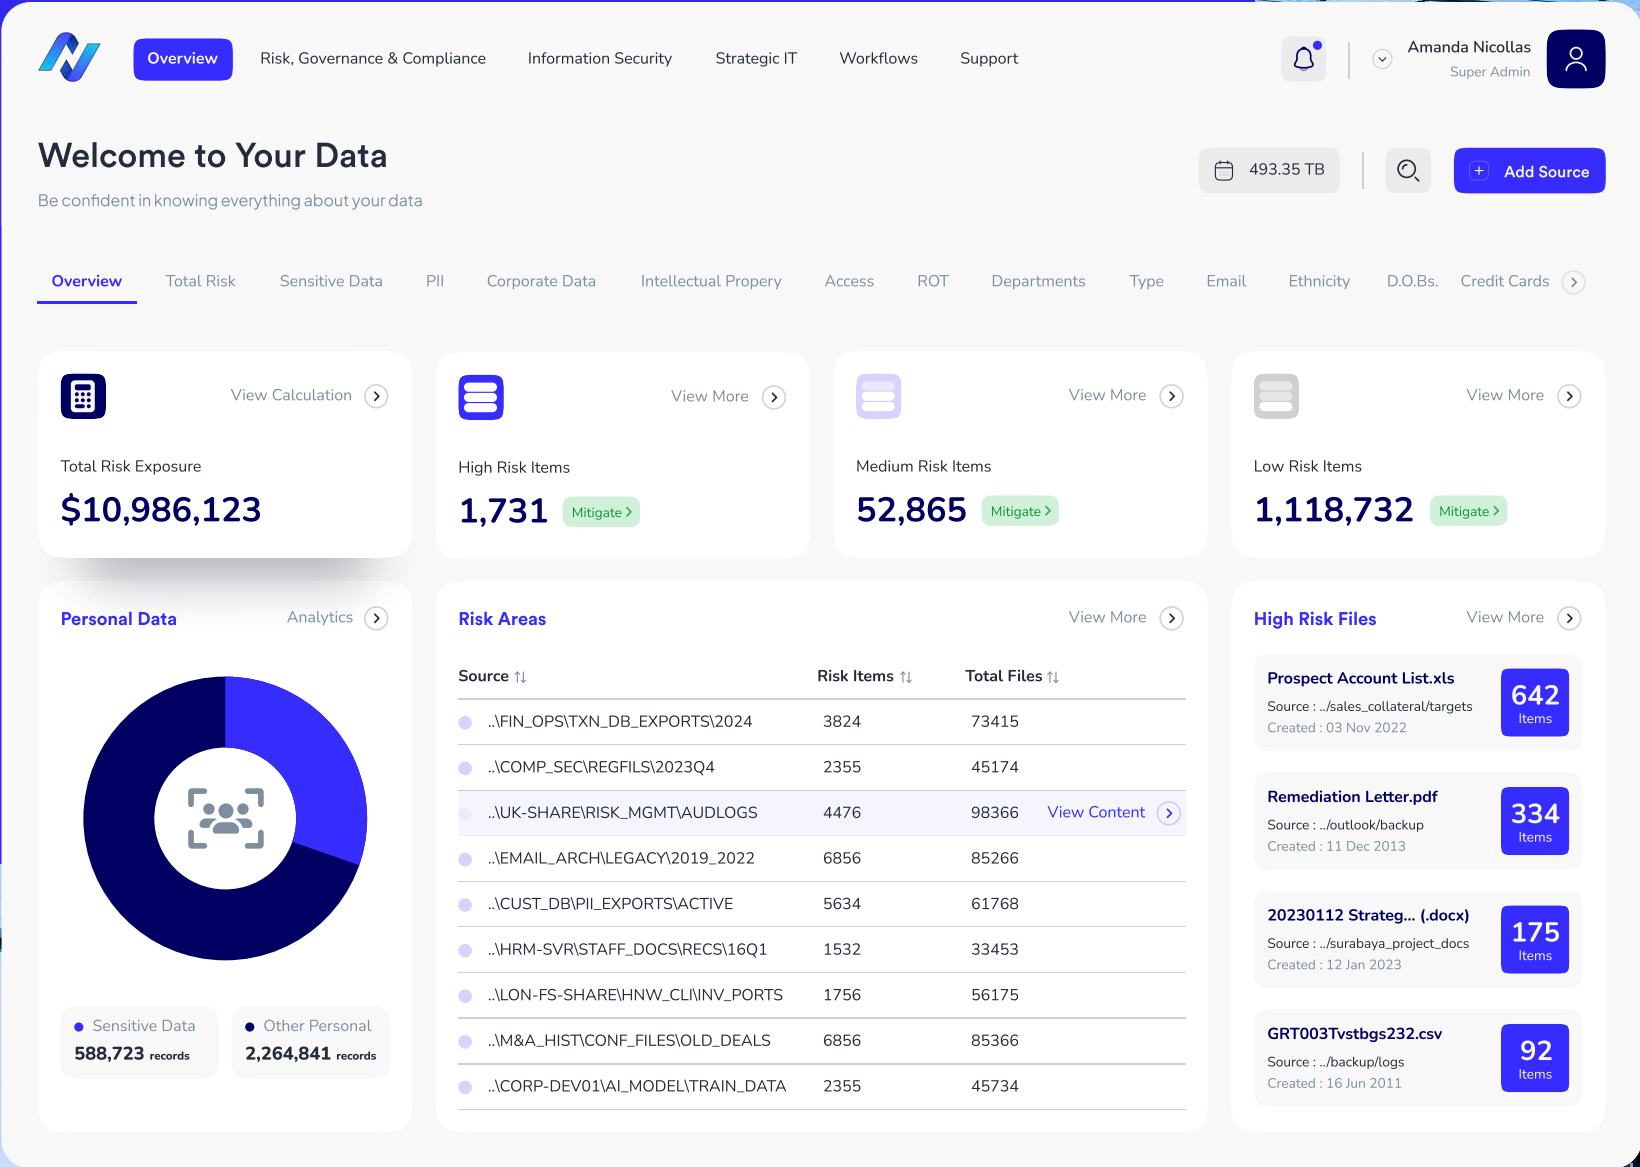 Overview
Risk, Governance & Compliance
Information Security
Strategic IT
Workflows
Support
Amanda Nicollas
Super Admin
Welcome to Your Data
Be confident in knowing everything about your data
493.35 TB
Add Source
Overview
Total Risk
Sensitive Data
PII
Corporate Data
Intellectual Propery
Access
ROT
Departments
Type
Email
Ethnicity
D.O.Bs.
Credit Cards
View Calculation
Total Risk Exposure
$10,986,123
View More
High Risk Items
1,731 Mitigate
View More
Medium Risk Items
52,865 Mitigate
View More
Low Risk Items
1,118,732 Mitigate
Personal Data
Analytics
Sensitive Data
588,723 records
Other Personal
2,264,841 records
Risk Areas
View More
Source Risk Items Total Files
..\FIN_OPS\TXN_DB_EXPORTS\2024 3824 73415
..\COMP_SEC\REGFILS\2023Q4 2355 45174
..\UK-SHARE\RISK_MGMT\AUDLOGS 4476 98366 View Content
..\EMAIL_ARCH\LEGACY\2019_2022 6856 85266
..\CUST_DB\PII_EXPORTS\ACTIVE 5634 61768
..\HRM-SVR\STAFF_DOCS\RECS\16Q1 1532 33453
..\LON-FS-SHARE\HNW_CLI\INV_PORTS 1756 56175
..\M&A_HIST\CONF_FILES\OLD_DEALS 6856 85366
..\CORP-DEV01\AI_MODEL\TRAIN_DATA 2355 45734
High Risk Files
View More
Prospect Account List.xls
Source : ../sales_collateral/targets
Created : 03 Nov 2022
642
Items
Remediation Letter.pdf
Source : ../outlook/backup
Created : 11 Dec 2013
334
Items
20230112 Strateg... (.docx)
Source : ../surabaya_project_docs
Created : 12 Jan 2023
175
Items
GRT003Tvstbgs232.csv
Source : ../backup/logs
Created : 16 Jun 2011
92
Items